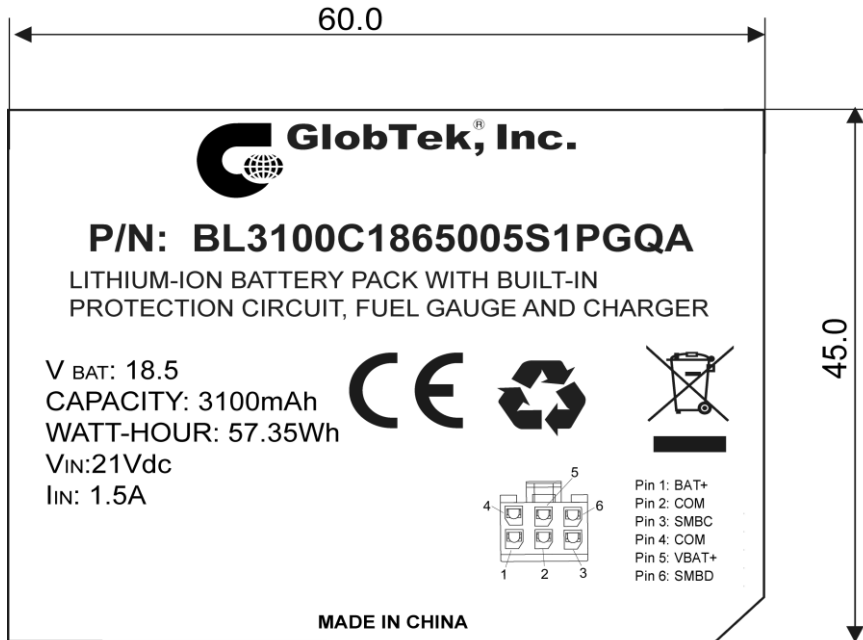 60.0
GlobTek,® Inc.
P/N: BL3100C1865005S1PGQA
LITHIUM-ION BATTERY PACK WITH BUILT-IN
PROTECTION CIRCUIT, FUEL GAUGE AND CHARGER
45.0
V BAT: 18.5
CAPACITY: 3100mAh
WATT-HOUR: 57.35Wh
VIN:21Vdc
IIN: 1.5A
CE
5
4
6
1
2
3
Pin 1: BAT+
Pin 2: COM
Pin 3: SMBC
Pin 4: COM
Pin 5: VBAT+
Pin 6: SMBD
MADE IN CHINA